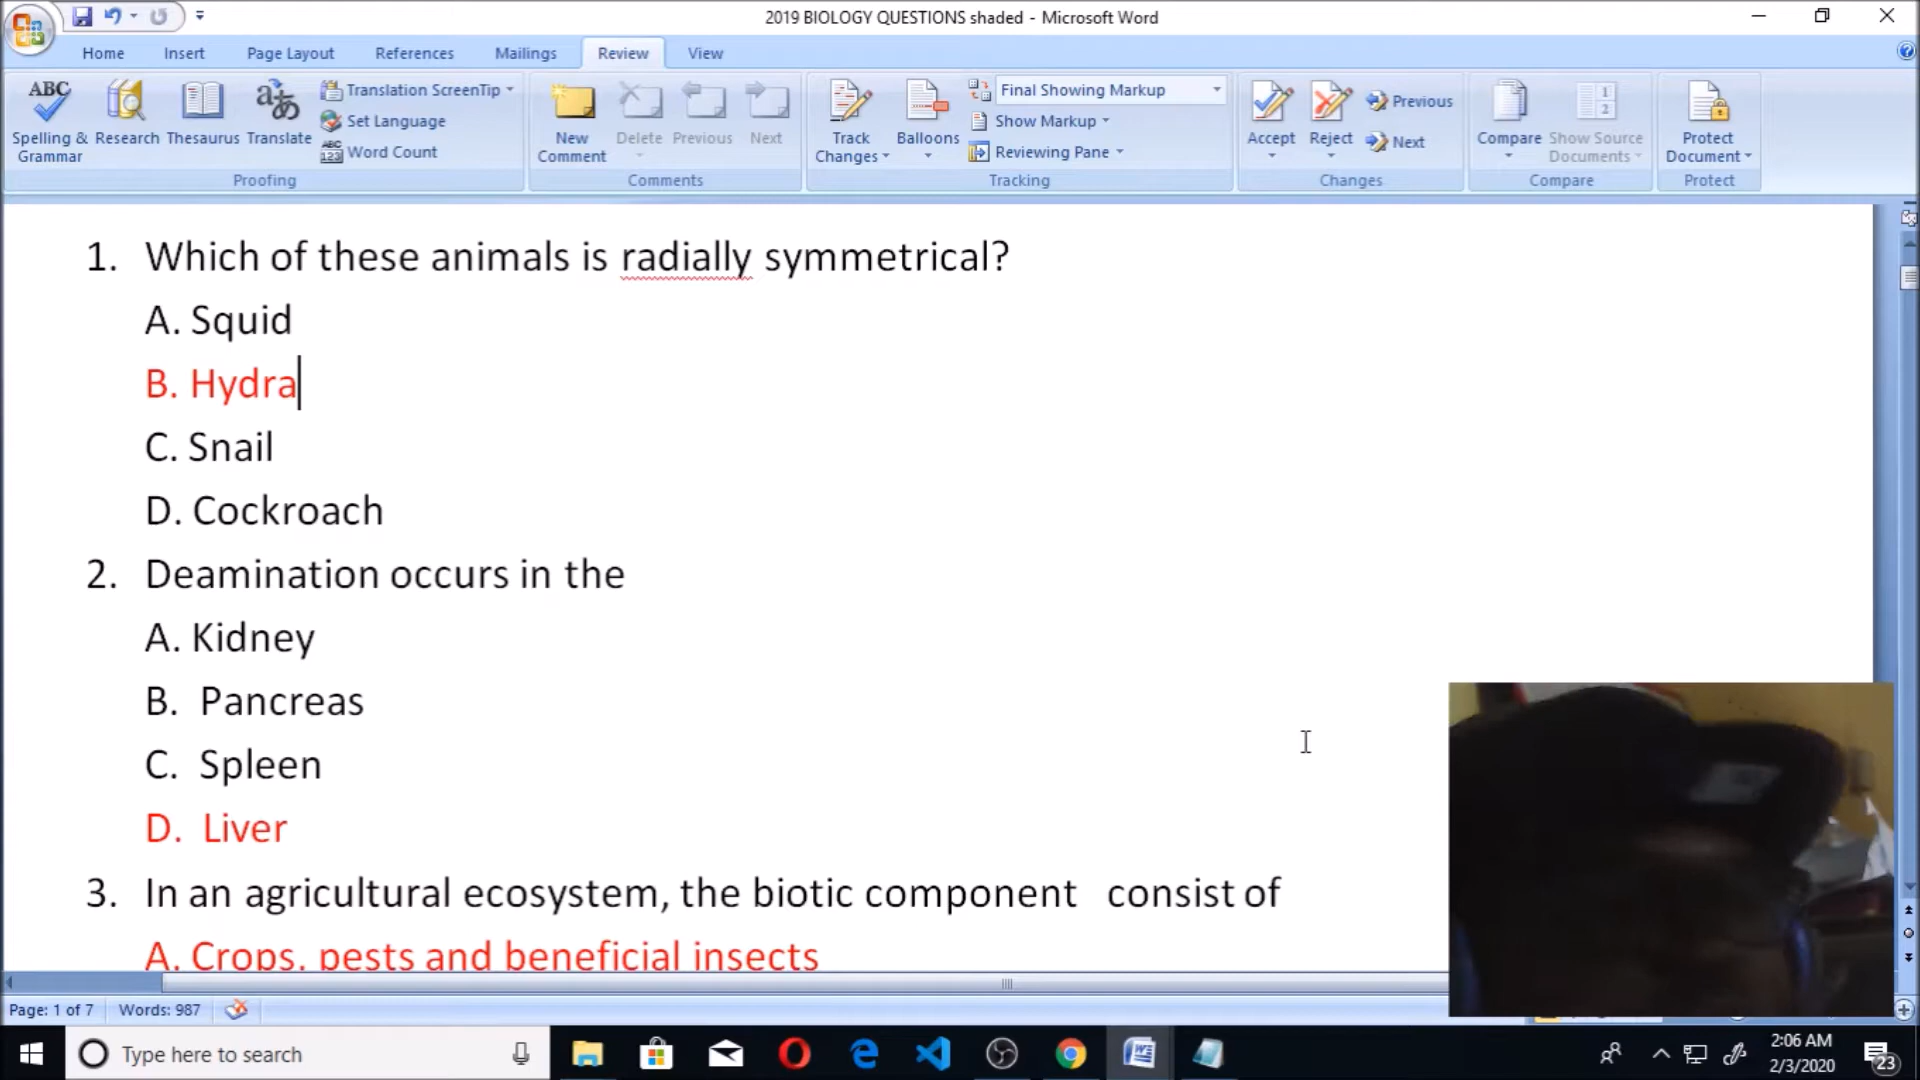 2019 BIOLOGY QUESTIONS shaded - Microsoft Word
Home Insert Page Layout References Mailings Review View
ABC Spelling & Grammar
Research
Thesaurus
Translate
Translation ScreenTip
Set Language
Word Count
Proofing
New Comment
Delete
Previous
Next
Comments
Track Changes
Balloons
Final Showing Markup
Show Markup
Reviewing Pane
Tracking
Accept
Reject
Previous
Next
Changes
Compare
Show Source Documents
Compare
Protect Document
Protect
1. Which of these animals is radially symmetrical?
A. Squid
B. Hydra
C. Snail
D. Cockroach
2. Deamination occurs in the
A. Kidney
B. Pancreas
C. Spleen
D. Liver
3. In an agricultural ecosystem, the biotic component consist of
A. Crops, pests and beneficial insects
Page: 1 of 7 Words: 987
Type here to search
2:06 AM
2/3/2020
23